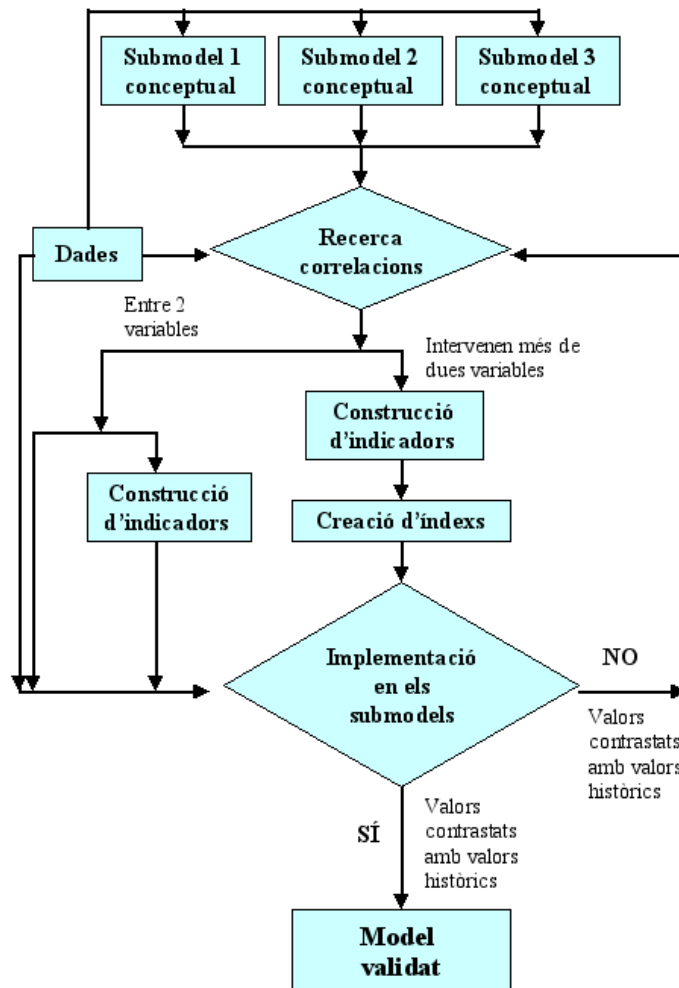 Submodel 1
conceptual
Submodel 2
conceptual
Submodel 3
conceptual
Recerca
correlacions
Dades
Entre 2
variables
Intervenen més de
dues variables
Construcció
d'indicadors
Construcció
d'indicadors
Creació d'índexs
Implementació
en els
submodels
NO
Valors
contrastats
amb valors
històrics
SÍ
Valors
contrastats
amb valors
històrics
Model
validat